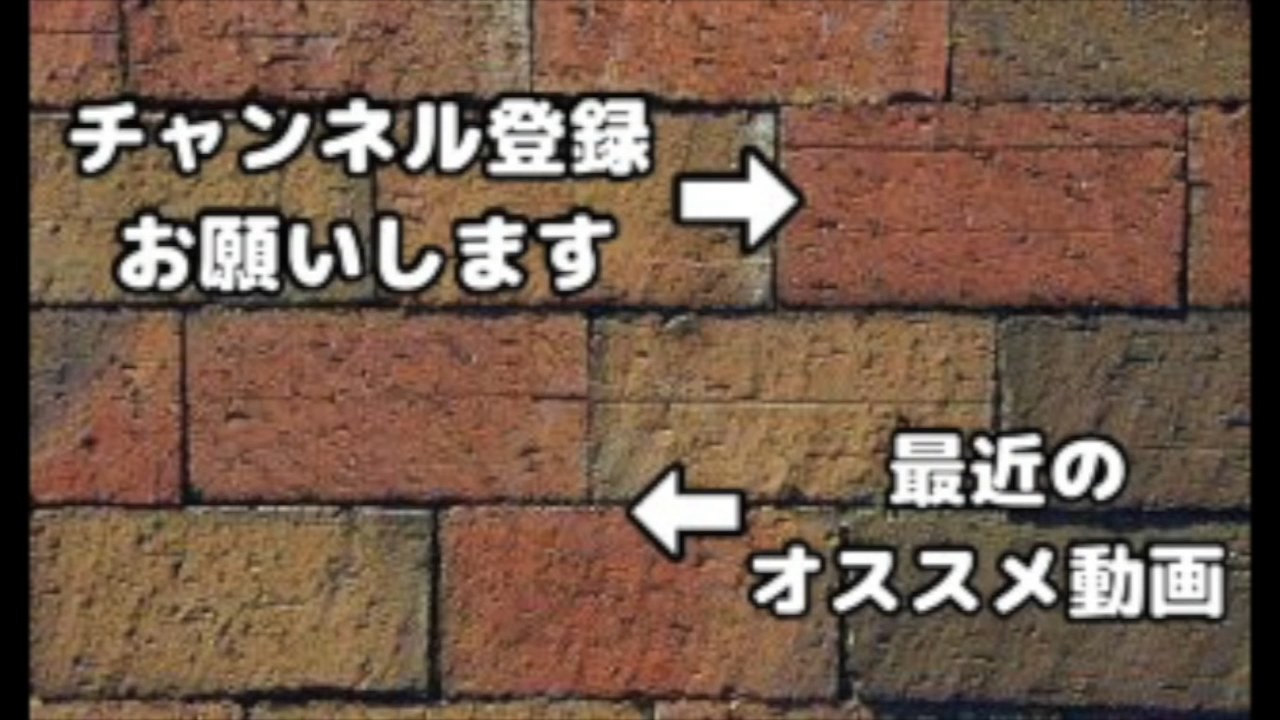 チャンネル登録
お願いします
最近の
オススメ動画